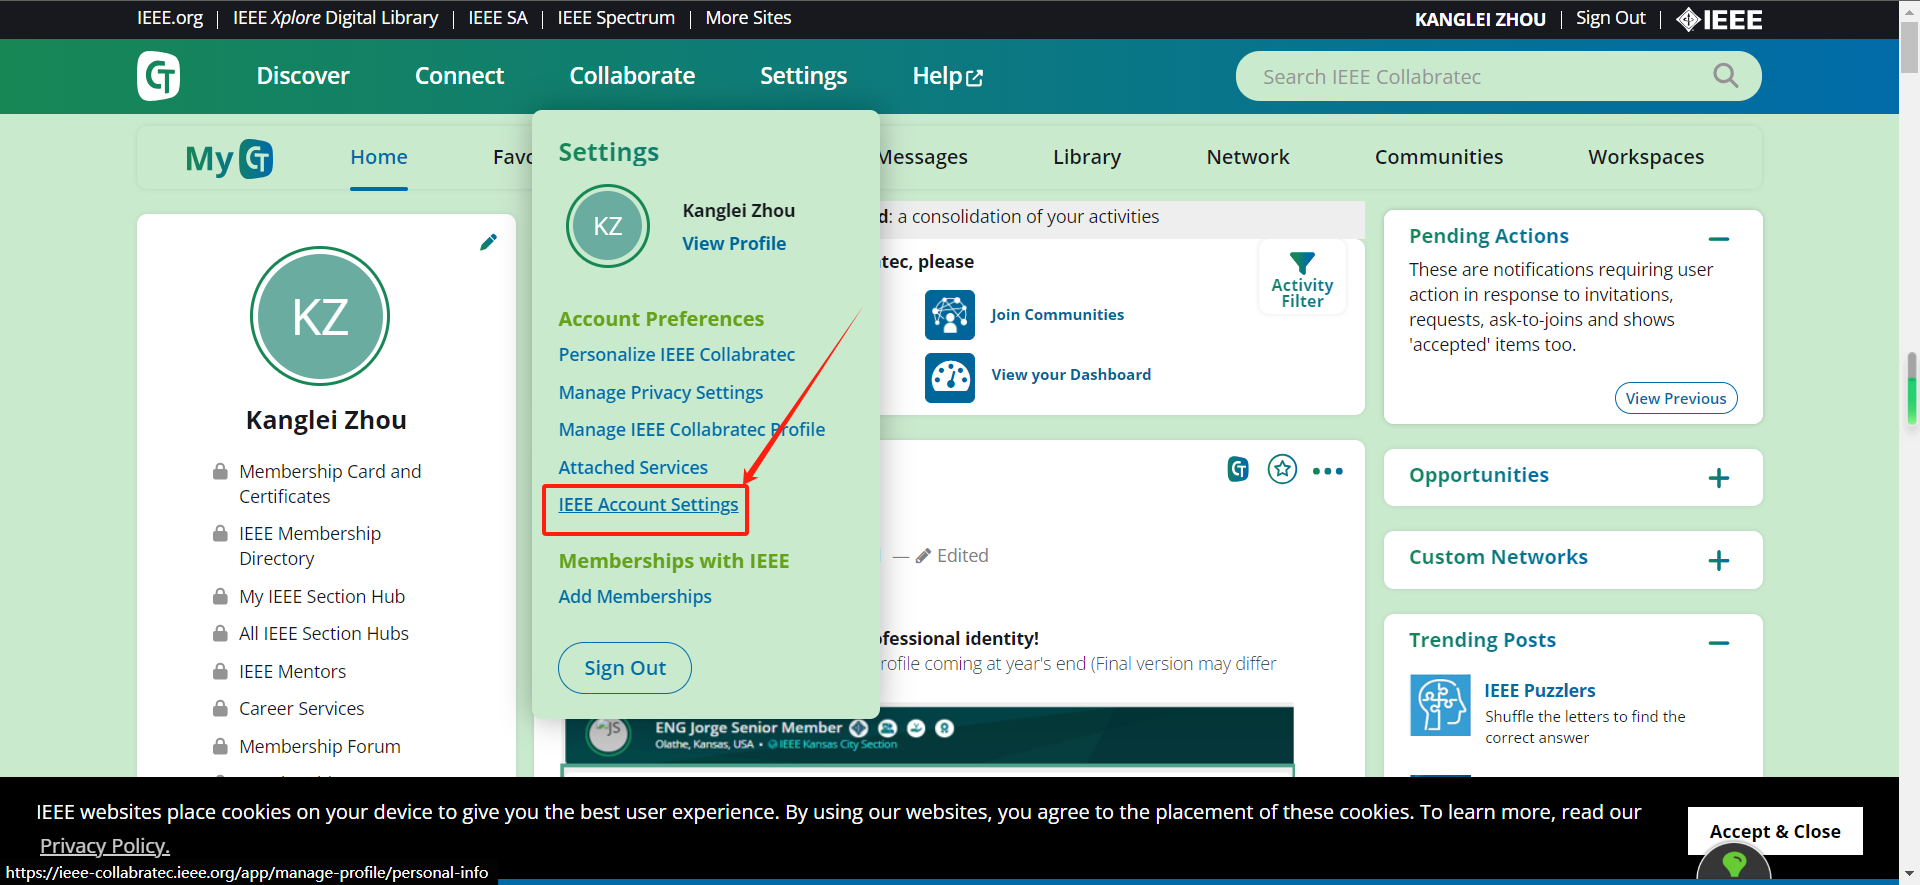 IEEE.org | IEEE Xplore Digital Library | IEEE SA | IEEE Spectrum | More Sites
KANGLEI ZHOU | Sign Out | IEEE
CT Discover Connect Collaborate Settings Help
Search IEEE Collabratec
My CT Home Favo Messages Library Network Communities Workspaces
KZ
Kanglei Zhou
Membership Card and
Certificates
IEEE Membership
Directory
My IEEE Section Hub
All IEEE Section Hubs
IEEE Mentors
Career Services
Membership Forum
Settings
KZ
Kanglei Zhou
View Profile
Account Preferences
Personalize IEEE Collabratec
Manage Privacy Settings
Manage IEEE Collabratec Profile
Attached Services
IEEE Account Settings
Memberships with IEEE
Add Memberships
Sign Out
d: a consolidation of your activities
tec, please
Join Communities
View your Dashboard
Activity
Filter
CT
— Edited
ofessional identity!
rofile coming at year's end (Final version may differ
JS
ENG Jorge Senior Member
Olathe, Kansas, USA • IEEE Kansas City Section
Pending Actions
These are notifications requiring user
action in response to invitations,
requests, ask-to-joins and shows
'accepted' items too.
View Previous
Opportunities
Custom Networks
Trending Posts
IEEE Puzzlers
Shuffle the letters to find the
correct answer
IEEE websites place cookies on your device to give you the best user experience. By using our websites, you agree to the placement of these cookies. To learn more, read our
Privacy Policy.
Accept & Close
https://ieee-collabratec.ieee.org/app/manage-profile/personal-info